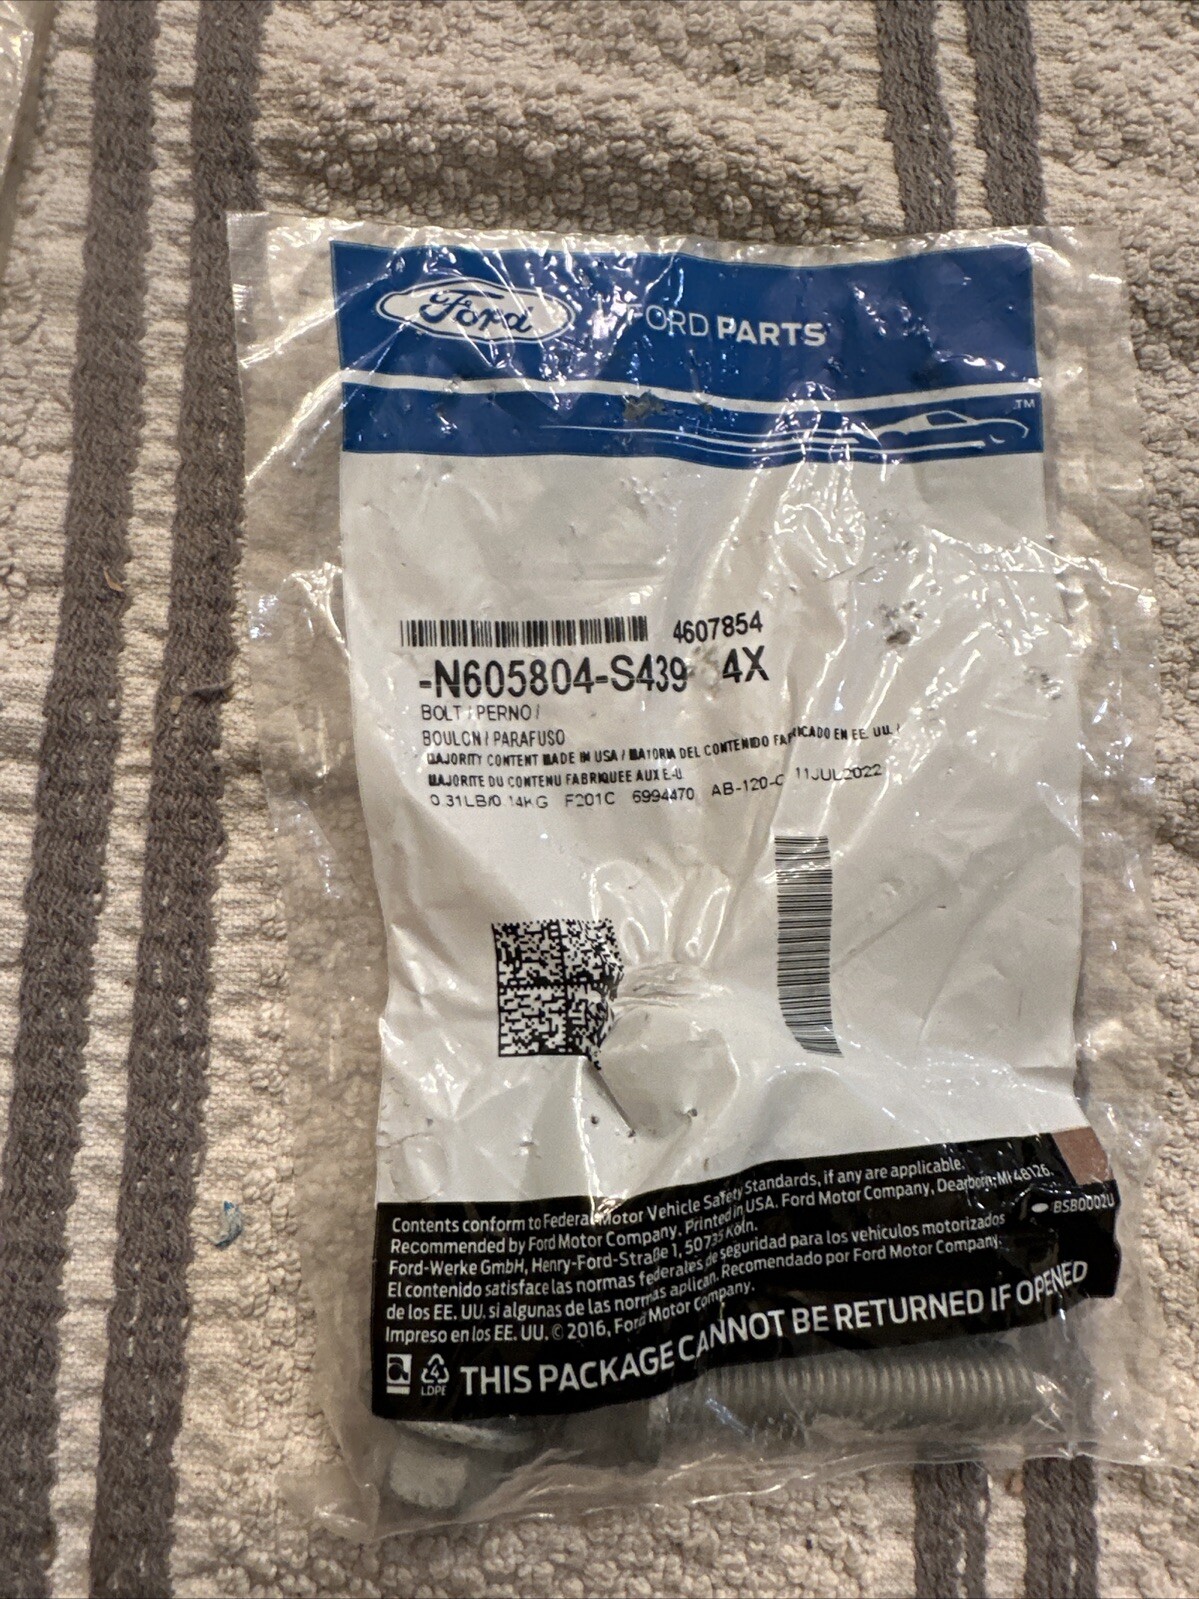 Ford FORD PARTS
TM
4607854
-N605804-S439 4X
BOLT / PERNO /
BOULON / PARAFUSO
MAJORITY CONTENT MADE IN USA / MAYORIA DEL CONTENIDO FABRICADO EN EE. UU. /
MAJORITE DU CONTENU FABRIQUEE AUX E-U
0.31LB/0.14KG F201C 6994470 AB-120-C 11JUL2022
Contents conform to Federal Motor Vehicle Safety Standards, if any are applicable.
Recommended by Ford Motor Company. Printed in USA. Ford Motor Company, Dearborn, MI 48126.
Ford-Werke GmbH, Henry-Ford-Straße 1, 50735 Köln.
BSB0002U
El contenido satisface las normas federales de seguridad para los vehículos motorizados
de los EE. UU. si algunas de las normas aplican. Recomendado por Ford Motor Company.
Impreso en los EE. UU. © 2016, Ford Motor Company.
a 4 LDPE THIS PACKAGE CANNOT BE RETURNED IF OPENED